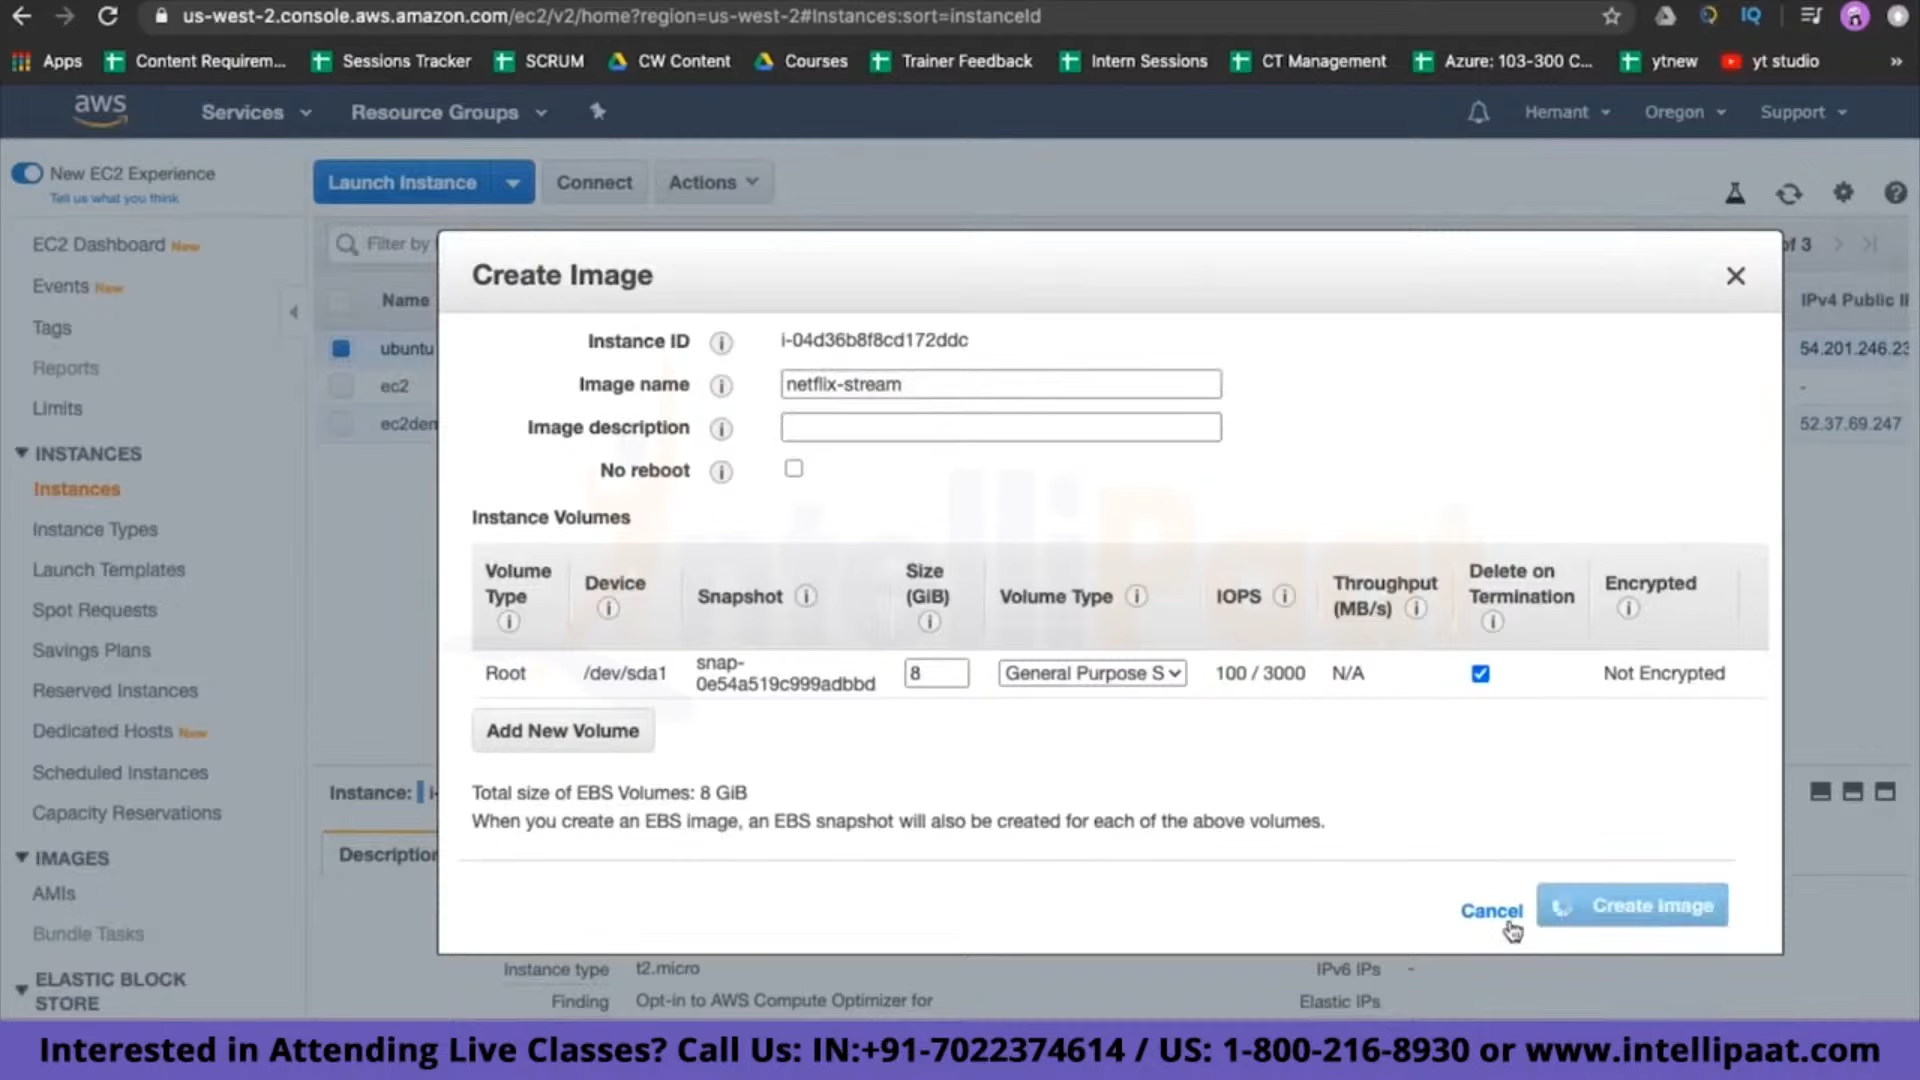 us-west-2.console.aws.amazon.com/ec2/v2/home?region=us-west-2#Instances:sort=instanceId
Apps
Content Requirem...
Sessions Tracker
SCRUM
CW Content
Courses
Trainer Feedback
Intern Sessions
CT Management
Azure: 103-300 C...
ytnew
yt studio
»
aws
Services
Resource Groups
Hemant
Oregon
Support
New EC2 Experience
Tell us what you think
Launch Instance
Connect
Actions
EC2 Dashboard New
Events New
Tags
Reports
Limits
INSTANCES
Instances
Instance Types
Launch Templates
Spot Requests
Savings Plans
Reserved Instances
Dedicated Hosts New
Scheduled Instances
Capacity Reservations
IMAGES
AMIs
Bundle Tasks
ELASTIC BLOCK
STORE
Filter by
of 3
Name
IPv4 Public
ubuntu
54.201.246.23
ec2
-
52.37.69.247
Create Image
Instance ID
i-04d36b8f8cd172ddc
Image name
netflix-stream
Image description
No reboot
Instance Volumes
Volume
Type
Device
Snapshot
Size
(GiB)
Volume Type
IOPS
Throughput
(MB/s)
Delete on
Termination
Encrypted
Root
/dev/sda1
snap-
0e54a519c999adbbd
8
General Purpose S
100 / 3000
N/A
Not Encrypted
Add New Volume
Total size of EBS Volumes: 8 GiB
When you create an EBS image, an EBS snapshot will also be created for each of the above volumes.
Cancel
Create Image
Instance:
Description
Instance type
t2.micro
IPv6 IPs
-
Finding
Opt-in to AWS Compute Optimizer for
Elastic IPs
IntelliPaat
Interested in Attending Live Classes? Call Us: IN:+91-7022374614 / US: 1-800-216-8930 or www.intellipaat.com